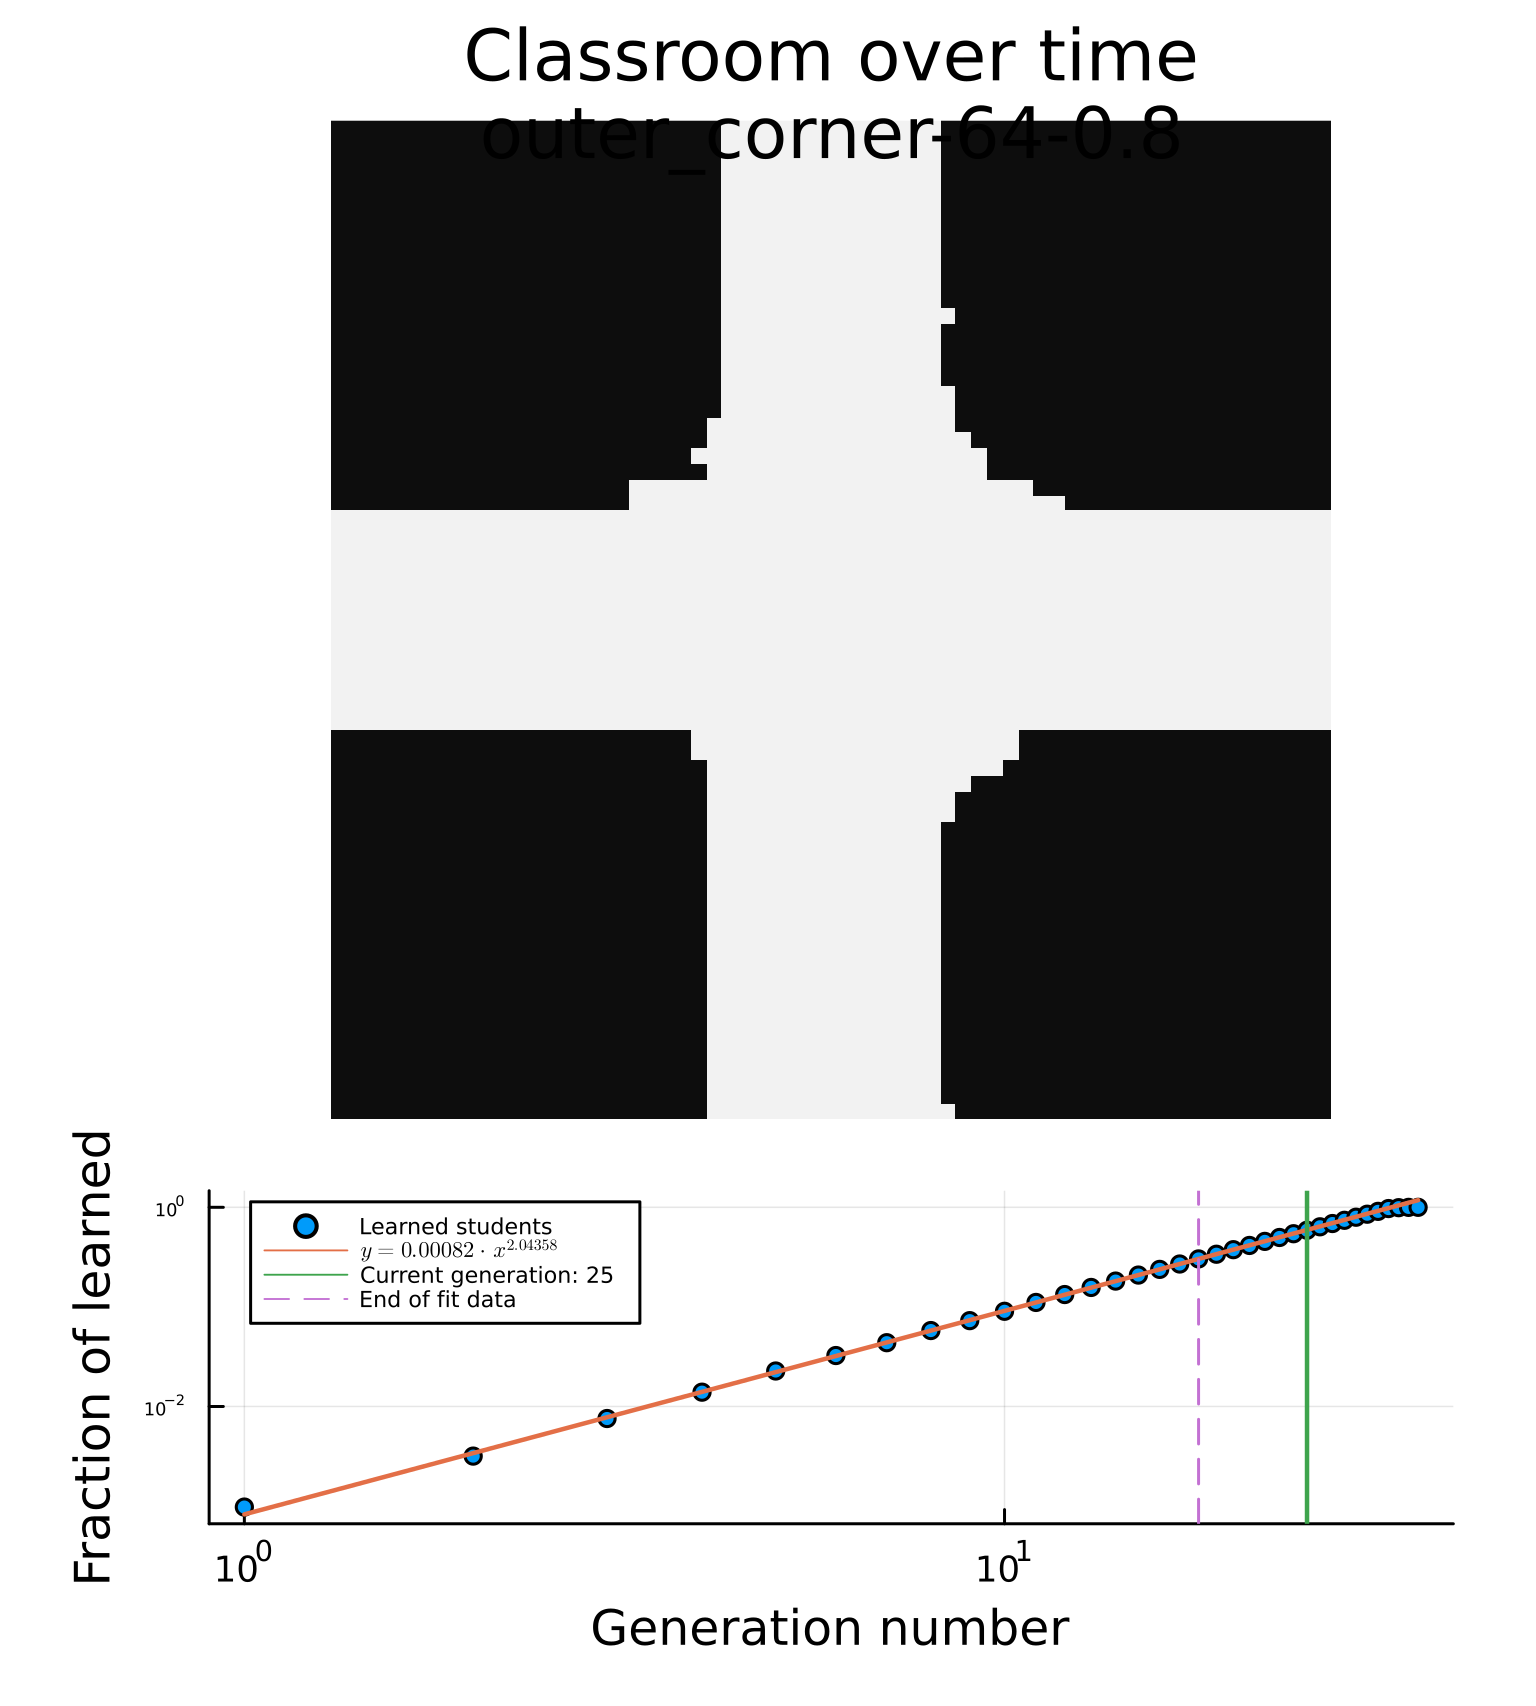 Classroom over time
outer_corner-64-0.8
Fraction of learned
10⁰
10⁻²
Learned students
y = 0.00082 · x^{2.04358}
Current generation: 25
End of fit data
10⁰
10¹
Generation number